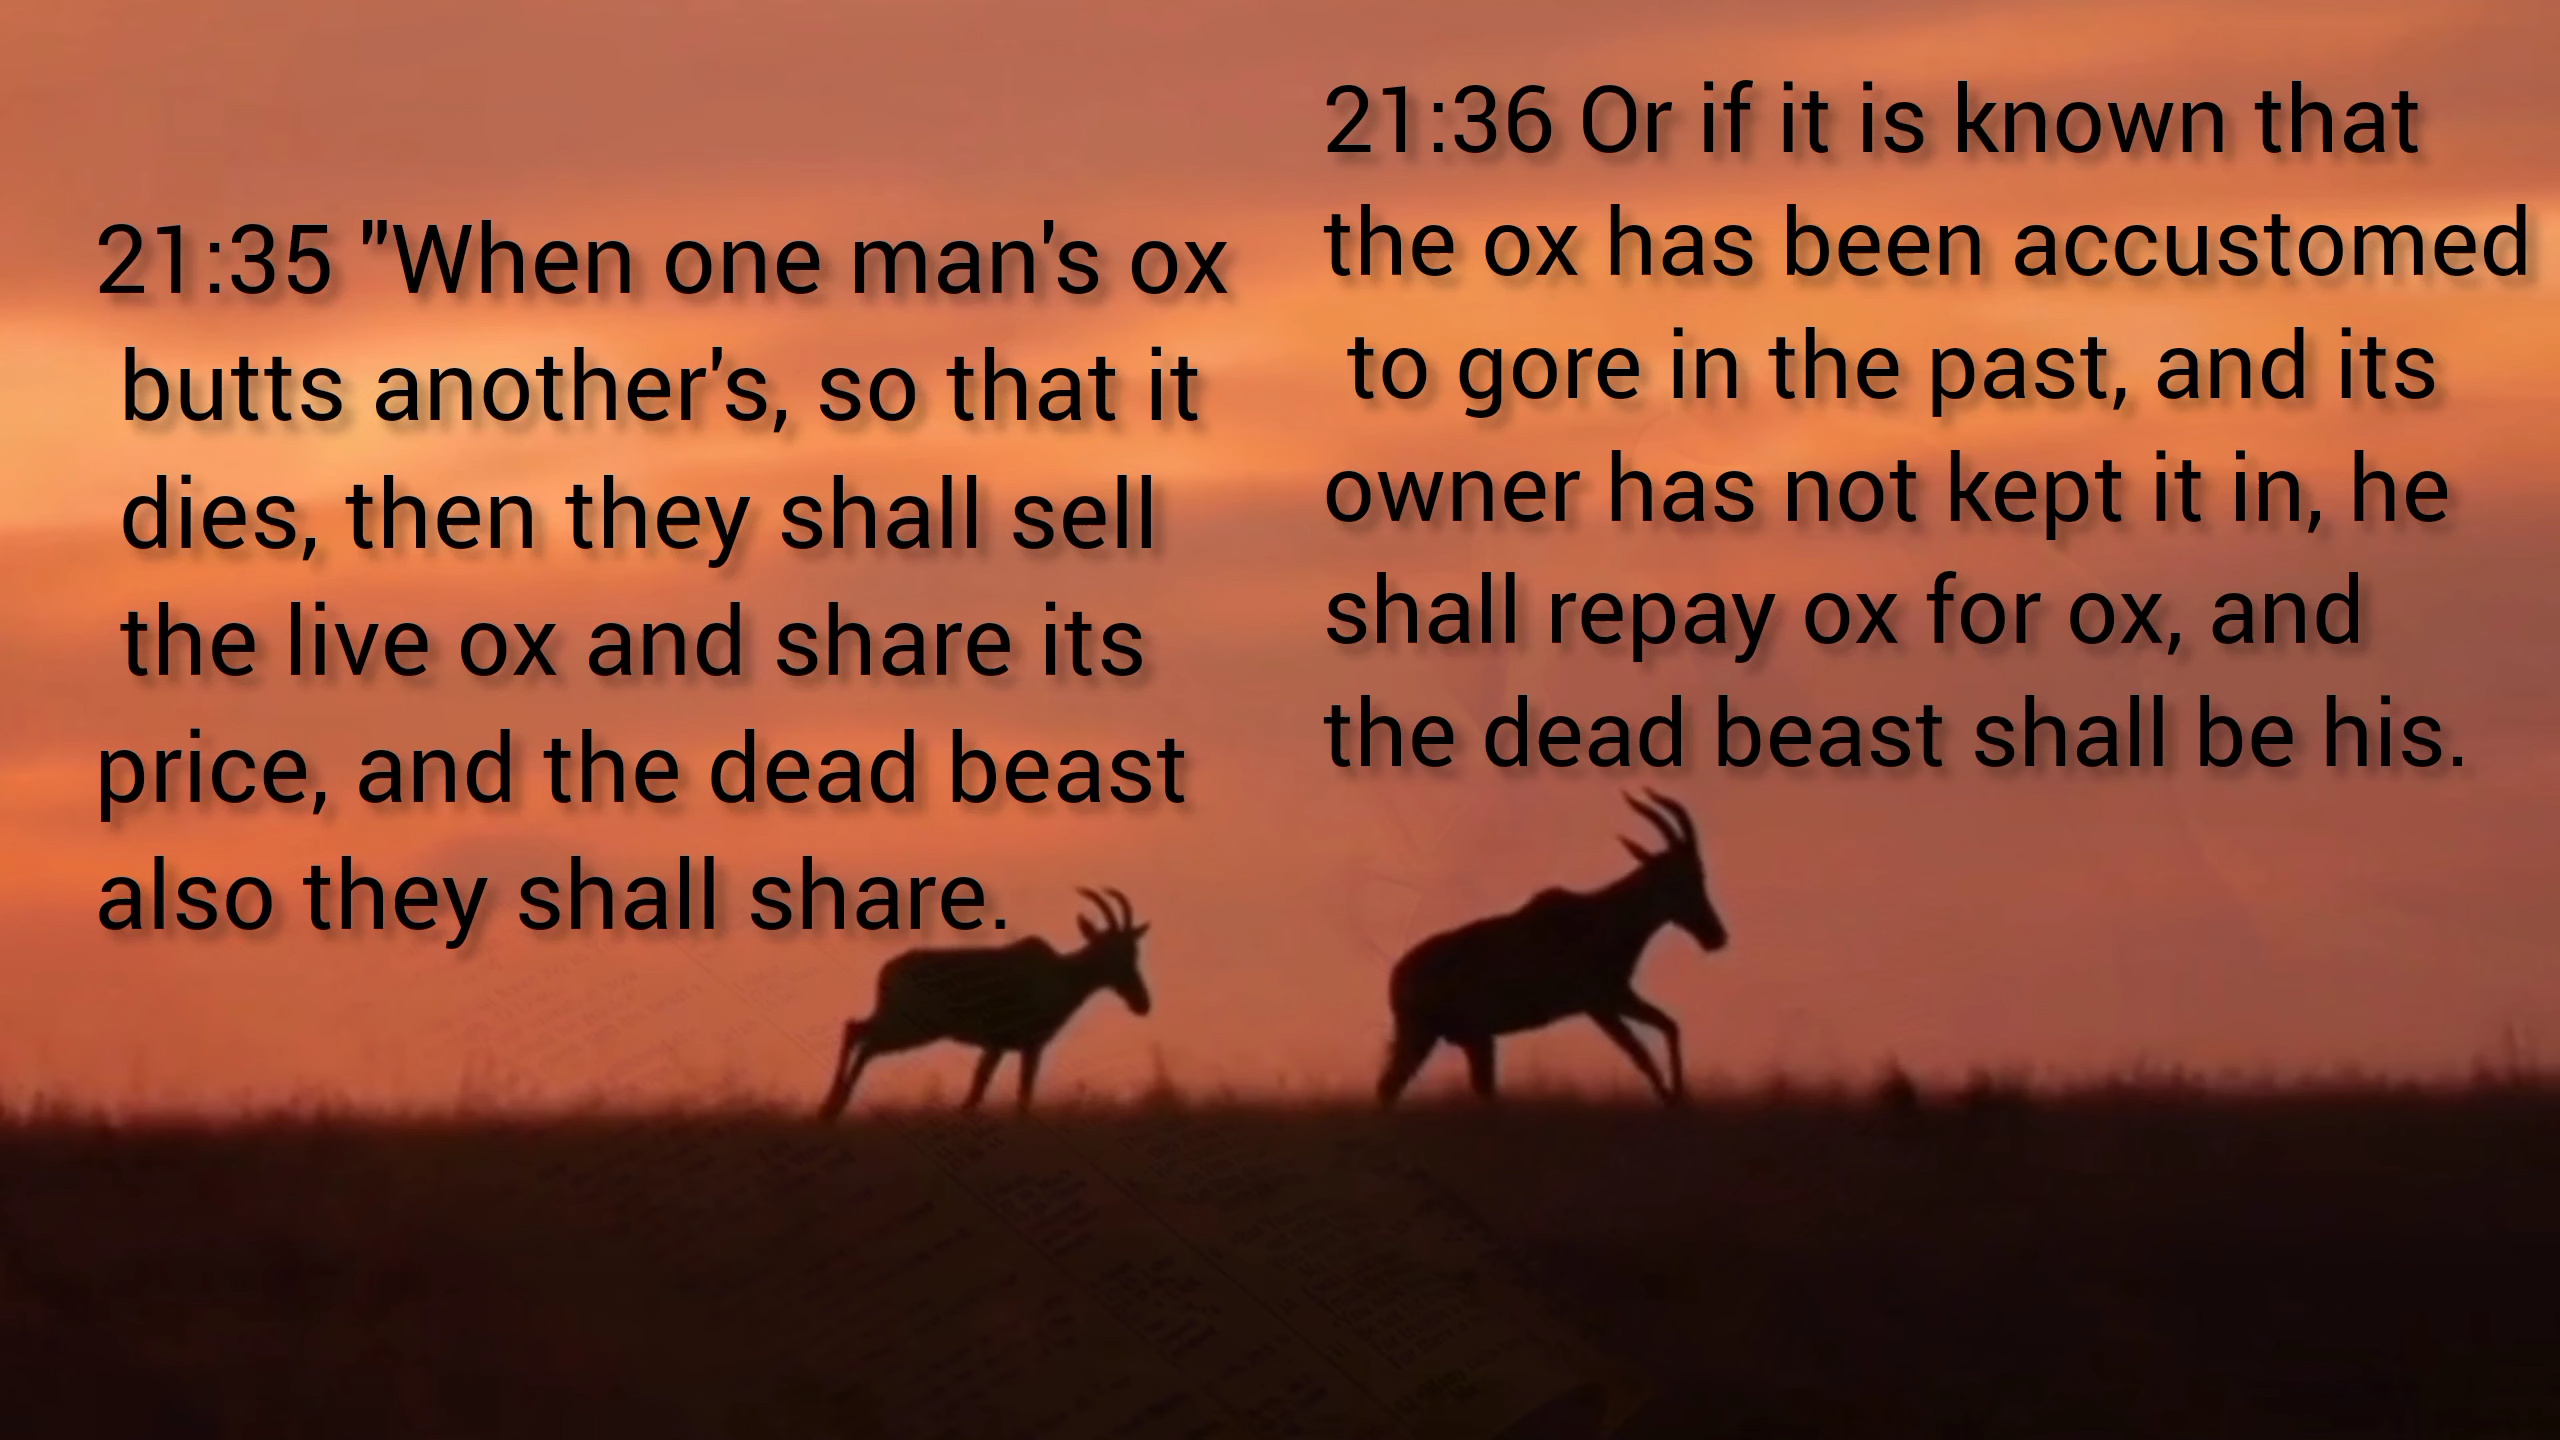 21:35 "When one man's ox
butts another's, so that it
dies, then they shall sell
the live ox and share its
price, and the dead beast
also they shall share.
21:36 Or if it is known that
the ox has been accustomed
to gore in the past, and its
owner has not kept it in, he
shall repay ox for ox, and
the dead beast shall be his.